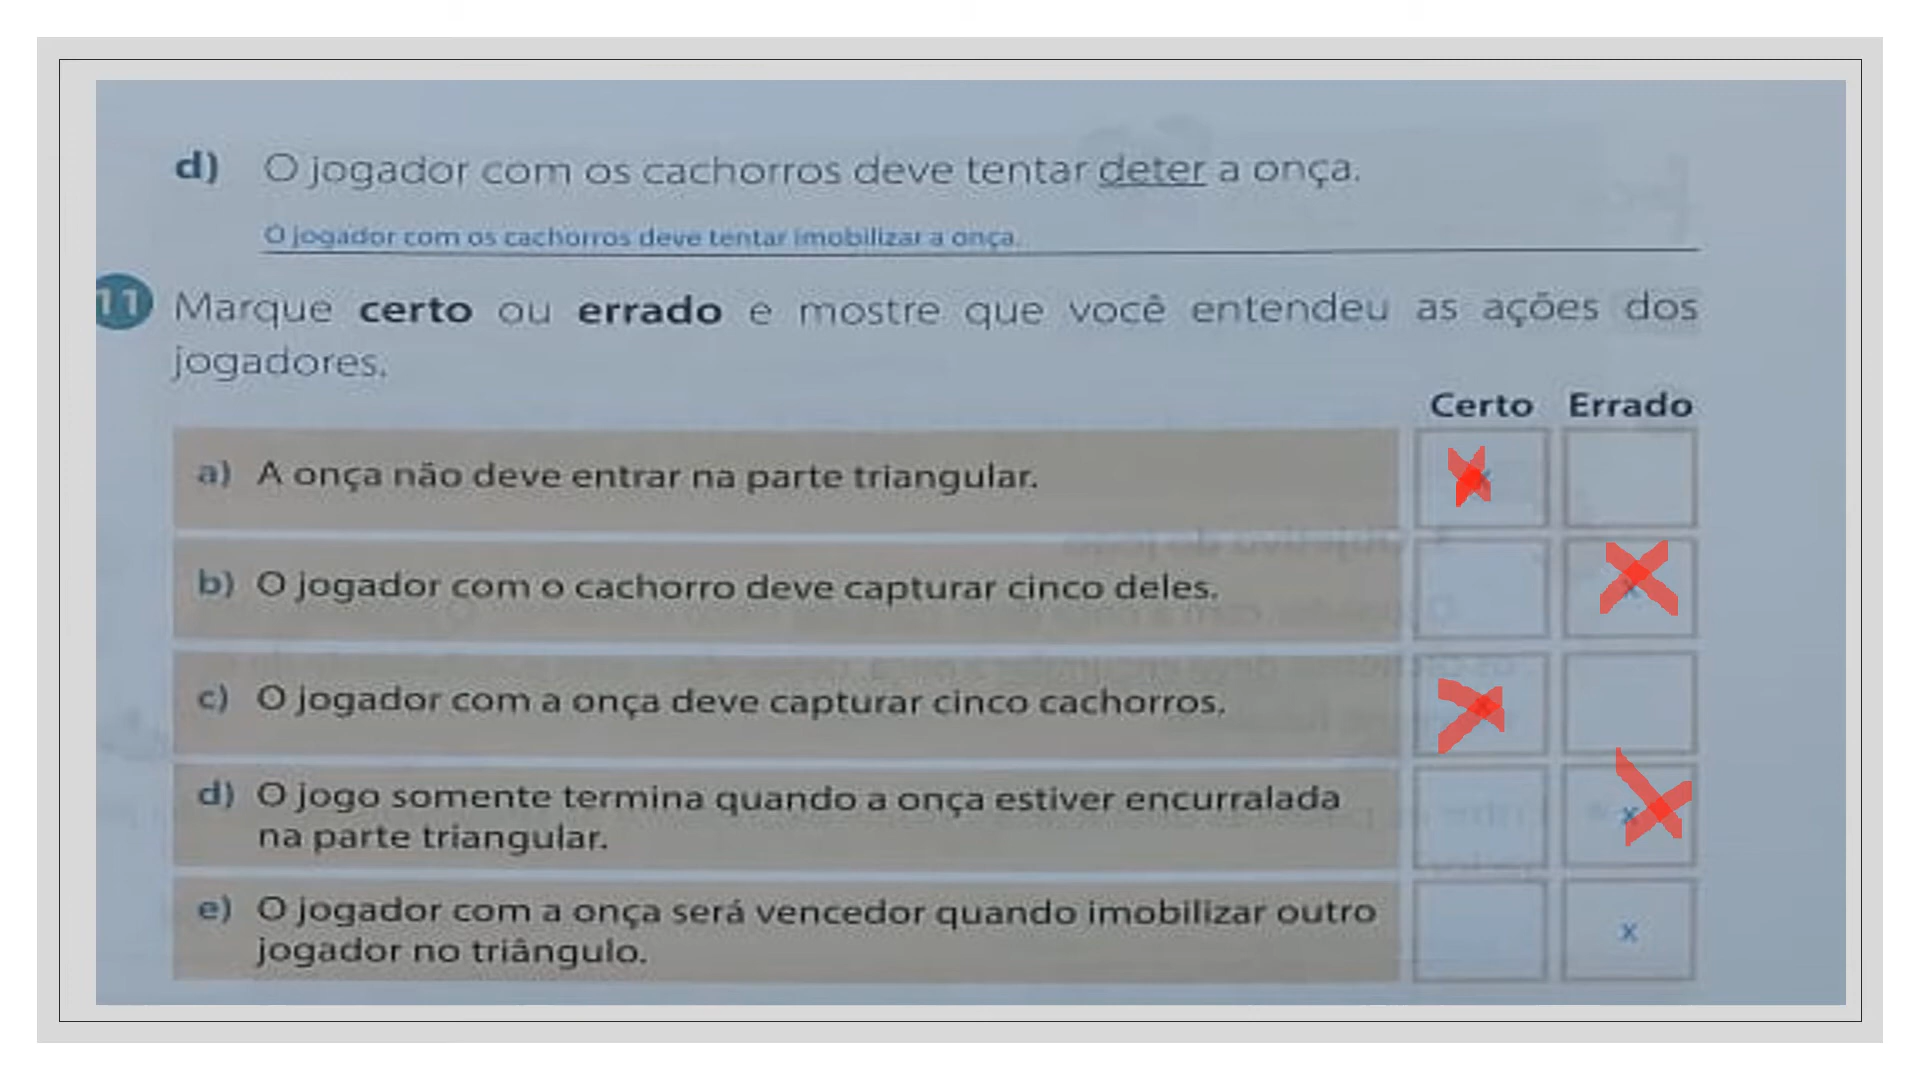 d) O jogador com os cachorros deve tentar deter a onça.
O jogador com os cachorros deve tentar imobilizar a onça.
11 Marque certo ou errado e mostre que você entendeu as ações dos
jogadores.
Certo Errado
a) A onça não deve entrar na parte triangular.
b) O jogador com o cachorro deve capturar cinco deles.
x
c) O jogador com a onça deve capturar cinco cachorros.
d) O jogo somente termina quando a onça estiver encurralada
na parte triangular.
x
e) O jogador com a onça será vencedor quando imobilizar outro
jogador no triângulo.
x